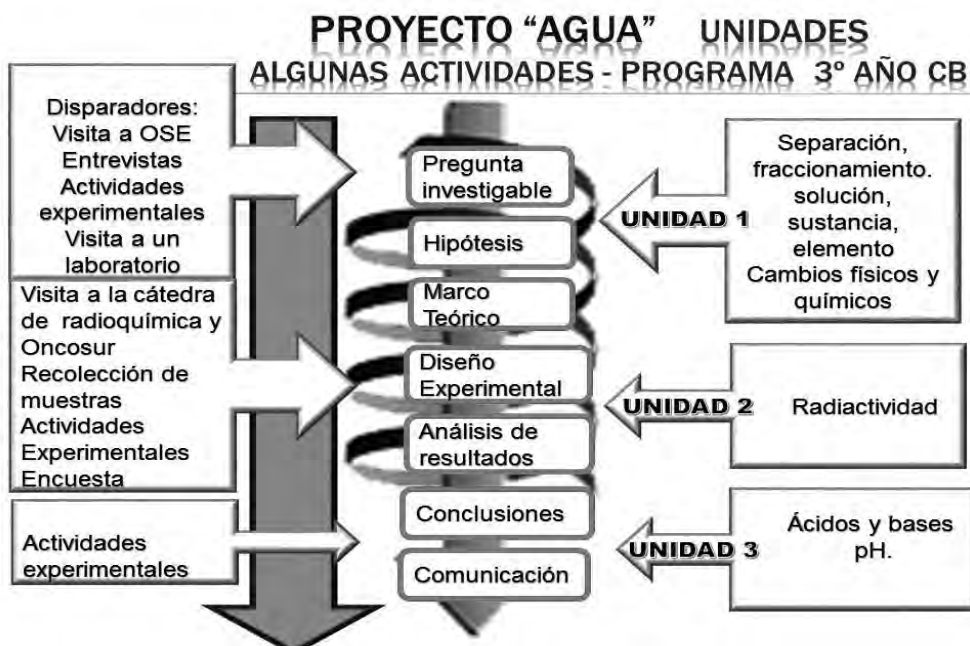 PROYECTO “AGUA” UNIDADES
ALGUNAS ACTIVIDADES - PROGRAMA 3º AÑO CB
Disparadores:
Visita a OSE
Entrevistas
Actividades
experimentales
Visita a un
laboratorio
Visita a la cátedra
de radioquímica y
Oncosur
Recolección de
muestras
Actividades
Experimentales
Encuesta
Actividades
experimentales
Pregunta
investigable
Hipótesis
Marco
Teórico
Diseño
Experimental
Análisis de
resultados
Conclusiones
Comunicación
UNIDAD 1
Separación,
fraccionamiento.
solución,
sustancia,
elemento
Cambios físicos y
químicos
UNIDAD 2
Radiactividad
UNIDAD 3
Ácidos y bases
pH.